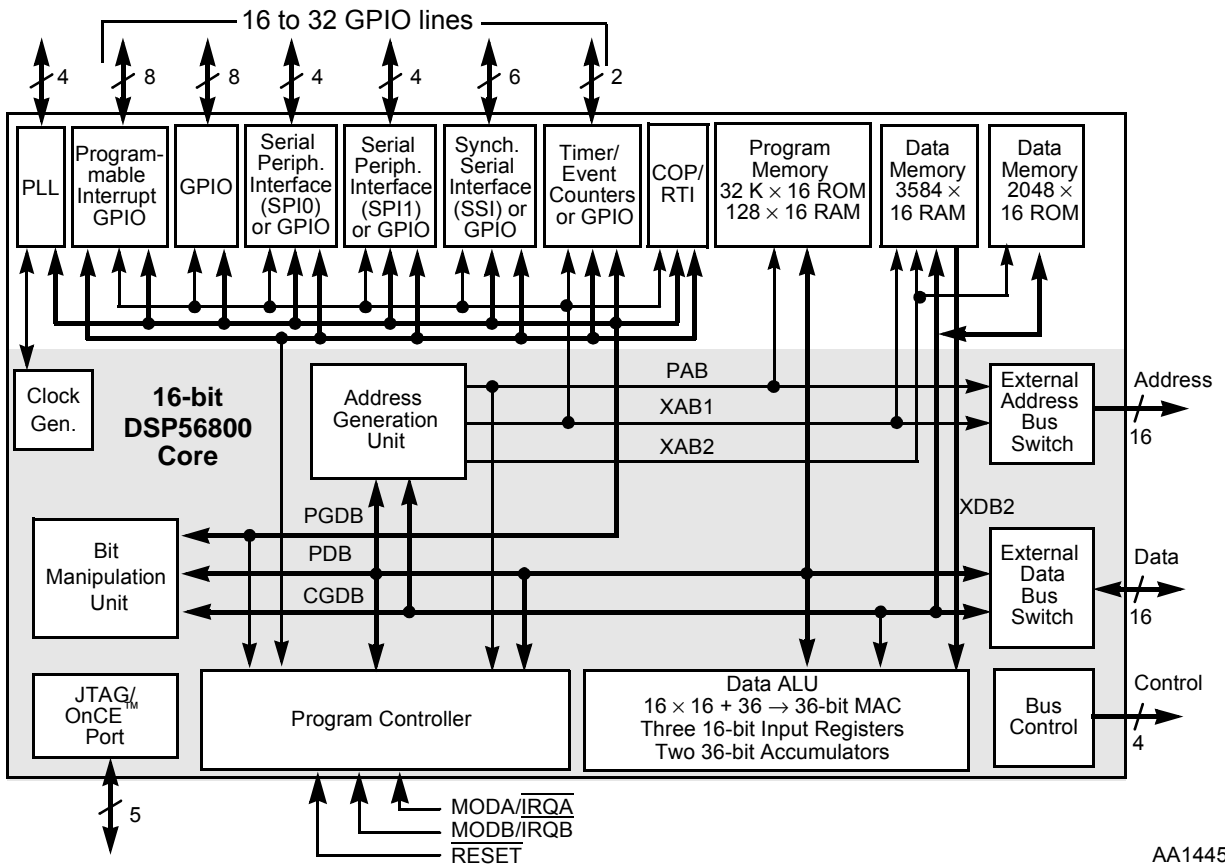 16 to 32 GPIO lines
4
8
8
4
4
6
2
PLL
Program-
mable
Interrupt
GPIO
GPIO
Serial
Periph.
Interface
(SPI0)
or GPIO
Serial
Periph.
Interface
(SPI1)
or GPIO
Synch.
Serial
Interface
(SSI) or
GPIO
Timer/
Event
Counters
or GPIO
COP/
RTI
Program
Memory
32 K × 16 ROM
128 × 16 RAM
Data
Memory
3584 ×
16 RAM
Data
Memory
2048 ×
16 ROM
Clock
Gen.
16-bit
DSP56800
Core
Address
Generation
Unit
PAB
XAB1
XAB2
External
Address
Bus
Switch
Address
16
PGDB
PDB
CGDB
XDB2
Bit
Manipulation
Unit
External
Data
Bus
Switch
Data
16
JTAG/
OnCE™
Port
Program Controller
Data ALU
16 × 16 + 36 → 36-bit MAC
Three 16-bit Input Registers
Two 36-bit Accumulators
Bus
Control
Control
4
5
MODA/IRQA
MODB/IRQB
RESET
AA1445